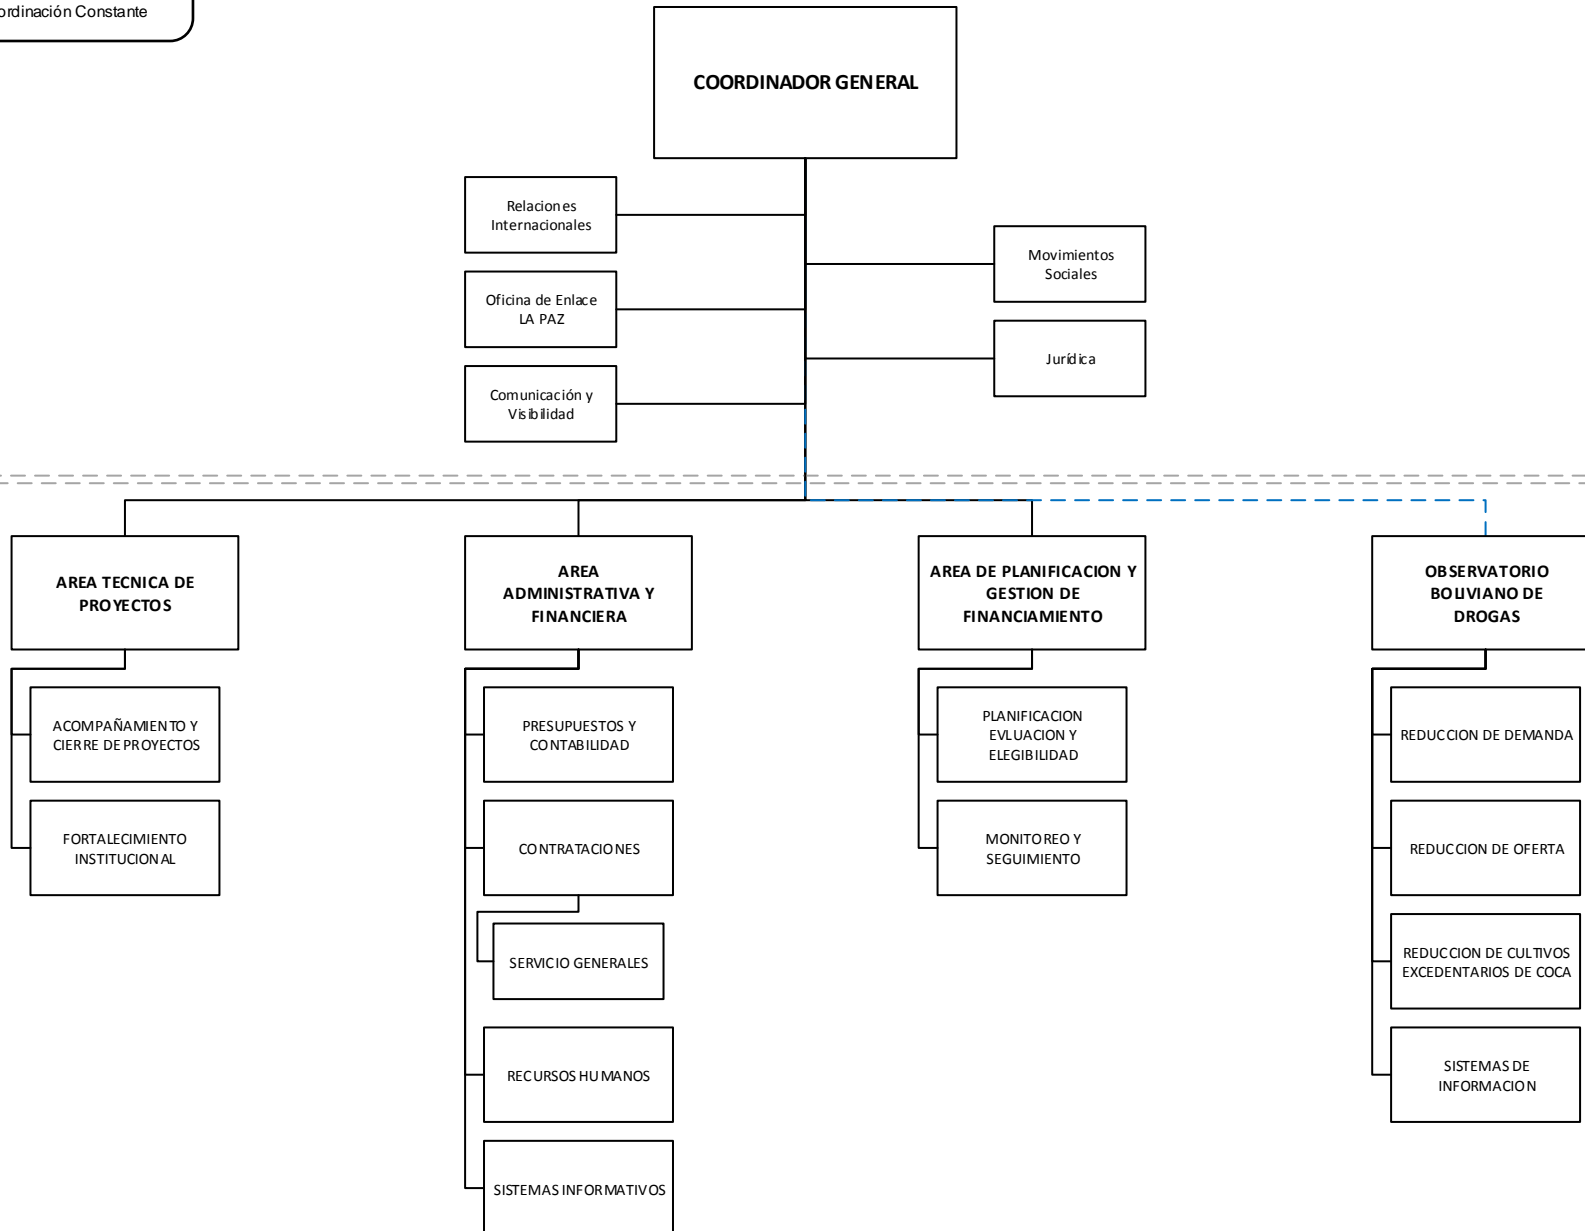 Constante
COORDINADOR GENERAL
Relaciones
Internacionales
Movimientos
Sociales
Oficina de Enlace
LA PAZ
Jurídica
Comunicación y
Visibilidad
AREA TECNICA DE
PROYECTOS
ACOMPAÑAMIENTO Y
CIERRE DE PROYECTOS
FORTALECIMIENTO
INSTITUCIONAL
AREA
ADMINISTRATIVA Y
FINANCIERA
PRESUPUESTOS Y
CONTABILIDAD
CONTRATACIONES
SERVICIO GENERALES
RECURSOS HUMANOS
SISTEMAS INFORMATIVOS
AREA DE PLANIFICACION Y
GESTION DE
FINANCIAMIENTO
PLANIFICACION
EVLUACION Y
ELEGIBILIDAD
MONITOREO Y
SEGUIMIENTO
OBSERVATORIO
BOLIVIANO DE
DROGAS
REDUCCION DE DEMANDA
REDUCCION DE OFERTA
REDUCCION DE CULTIVOS
EXCEDENTARIOS DE COCA
SISTEMAS DE
INFORMACION